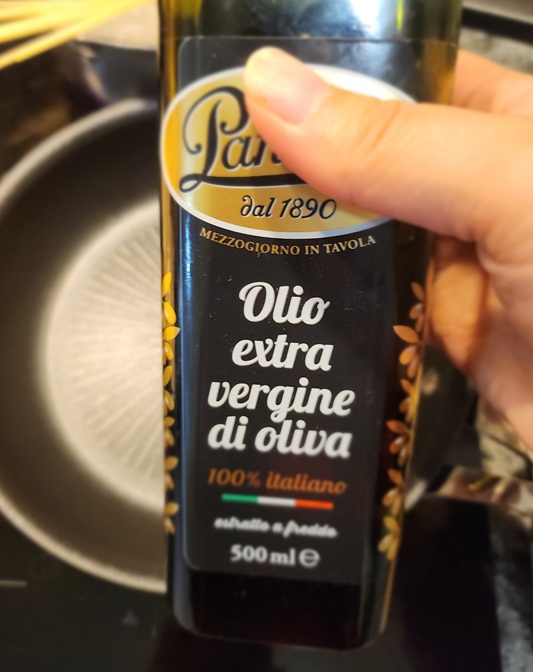 dal 1890
MEZZOGIORNO IN TAVOLA
Olio
extra
vergine
di oliva
100% italiano
estratto a freddo
500 ml ℮